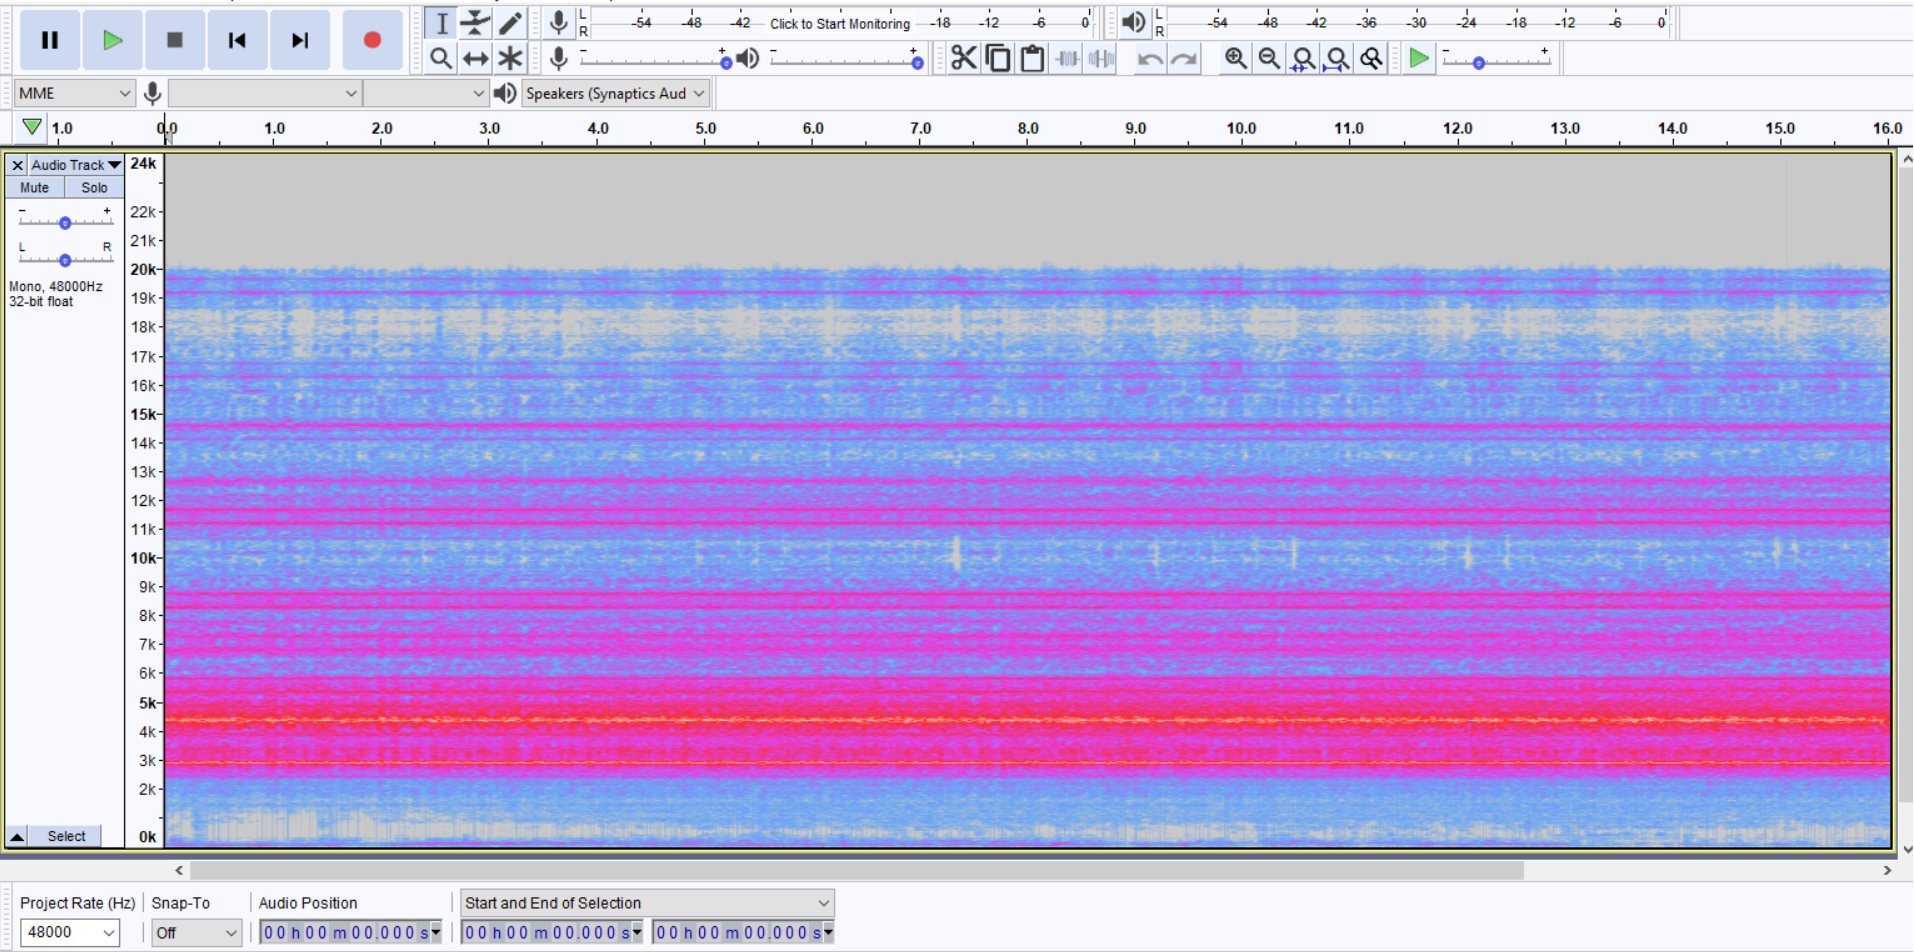 L
R
-54 -48 -42 Click to Start Monitoring -18 -12 -6 0
L
R
-54 -48 -42 -36 -30 -24 -18 -12 -6 0
- +
- +
- +
MME
Speakers (Synaptics Aud
1.0 0.0 1.0 2.0 3.0 4.0 5.0 6.0 7.0 8.0 9.0 10.0 11.0 12.0 13.0 14.0 15.0 16.0
Audio Track
Mute Solo
- +
L R
Mono, 48000Hz
32-bit float
Select
24k
22k
21k
20k
19k
18k
17k
16k
15k
14k
13k
12k
11k
10k
9k
8k
7k
6k
5k
4k
3k
2k
0k
Project Rate (Hz) Snap-To Audio Position Start and End of Selection
48000 Off 00 h 00 m 00.000 s 00 h 00 m 00.000 s 00 h 00 m 00.000 s